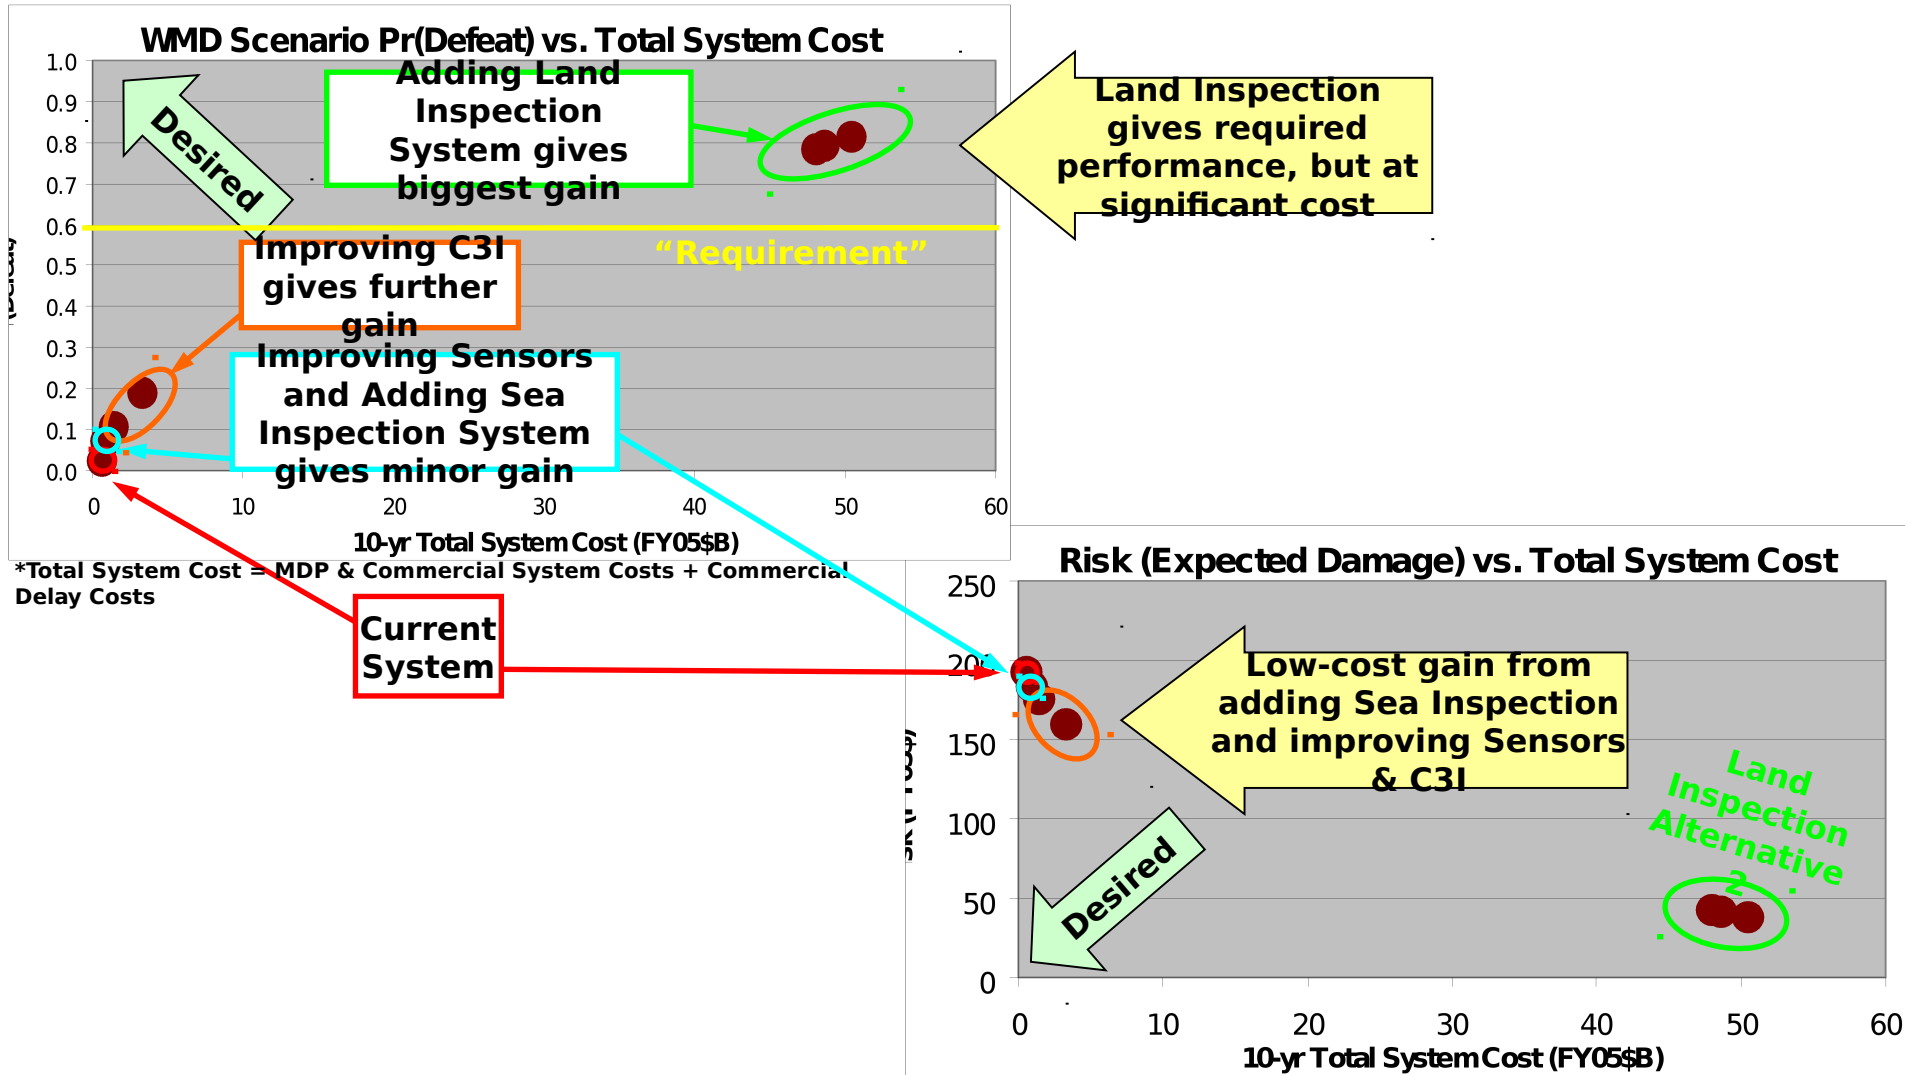 WMD Scenario Pr(Defeat) vs. Total System Cost
1.0
0.9
0.8
0.7
0.6
0.5
0.4
0.3
0.2
0.1
0.0
0 10 20 30 40 50 60
10-yr Total System Cost (FY05$B)
Desired
Adding Land
Inspection
System gives
biggest gain
Land Inspection
gives required
performance, but at
significant cost
“Requirement”
Improving C3I
gives further
gain
Improving Sensors
and Adding Sea
Inspection System
gives minor gain
*Total System Cost = MDP & Commercial System Costs + Commercial
Delay Costs
Current
System
Risk (Expected Damage) vs. Total System Cost
250
200
150
100
50
0
0 10 20 30 40 50 60
10-yr Total System Cost (FY05$B)
Low-cost gain from
adding Sea Inspection
and improving Sensors
& C3I
Land
Inspection
Alternative
2
Desired